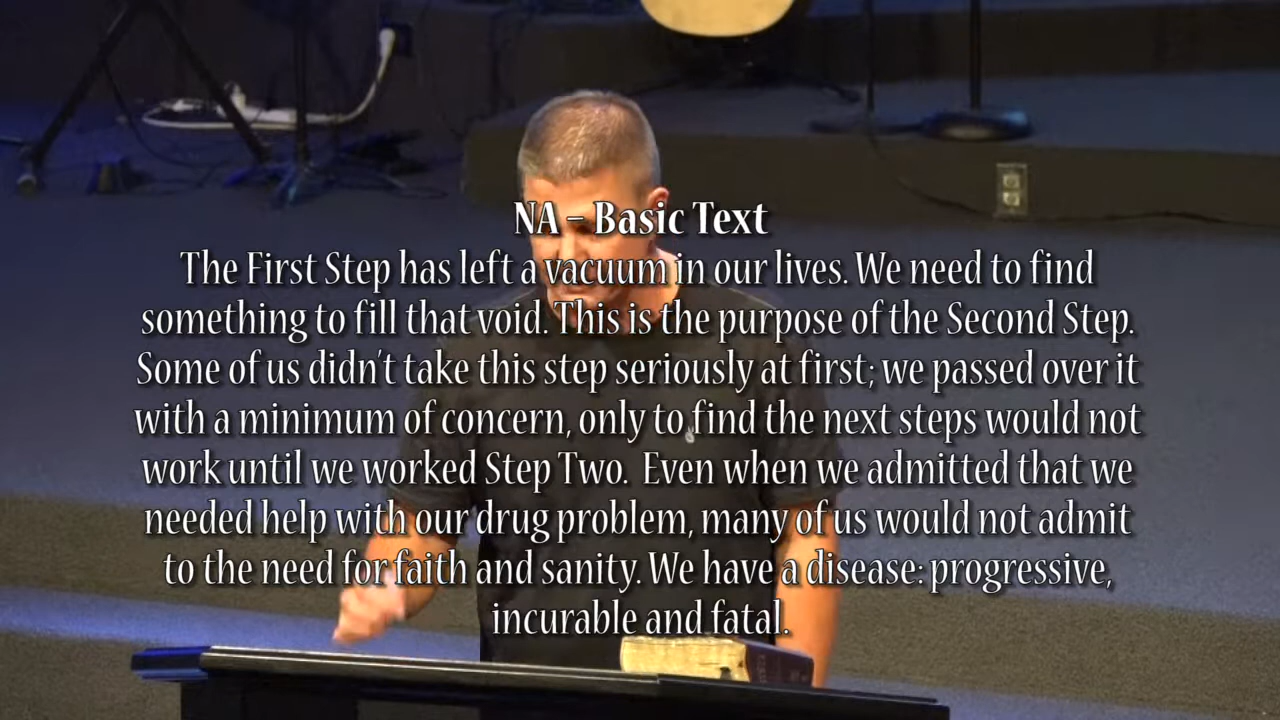 NA – Basic Text
The First Step has left a vacuum in our lives. We need to find
something to fill that void. This is the purpose of the Second Step.
Some of us didn't take this step seriously at first; we passed over it
with a minimum of concern, only to find the next steps would not
work until we worked Step Two.  Even when we admitted that we
needed help with our drug problem, many of us would not admit
to the need for faith and sanity. We have a disease: progressive,
incurable and fatal.